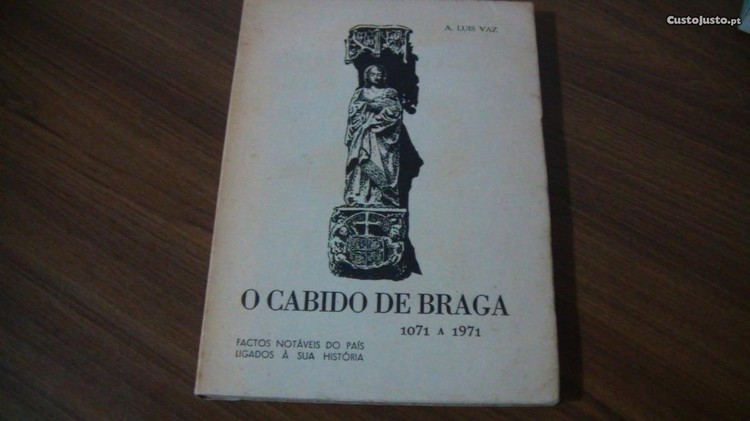 CustoJusto.pt
A. LUIS VAZ
O CABIDO DE BRAGA
1071 A 1971
FACTOS NOTÁVEIS DO PAÍS
LIGADOS À SUA HISTÓRIA